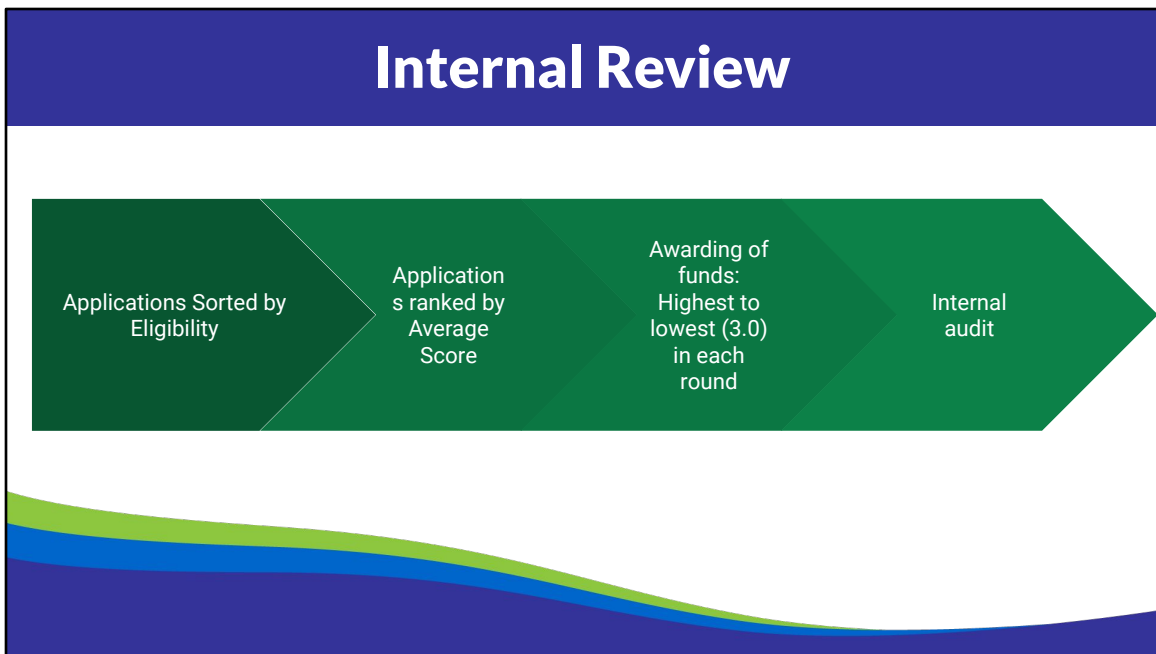 Internal Review
Applications Sorted by
Eligibility
Application
s ranked by
Average
Score
Awarding of
funds:
Highest to
lowest (3.0)
in each
round
Internal
audit